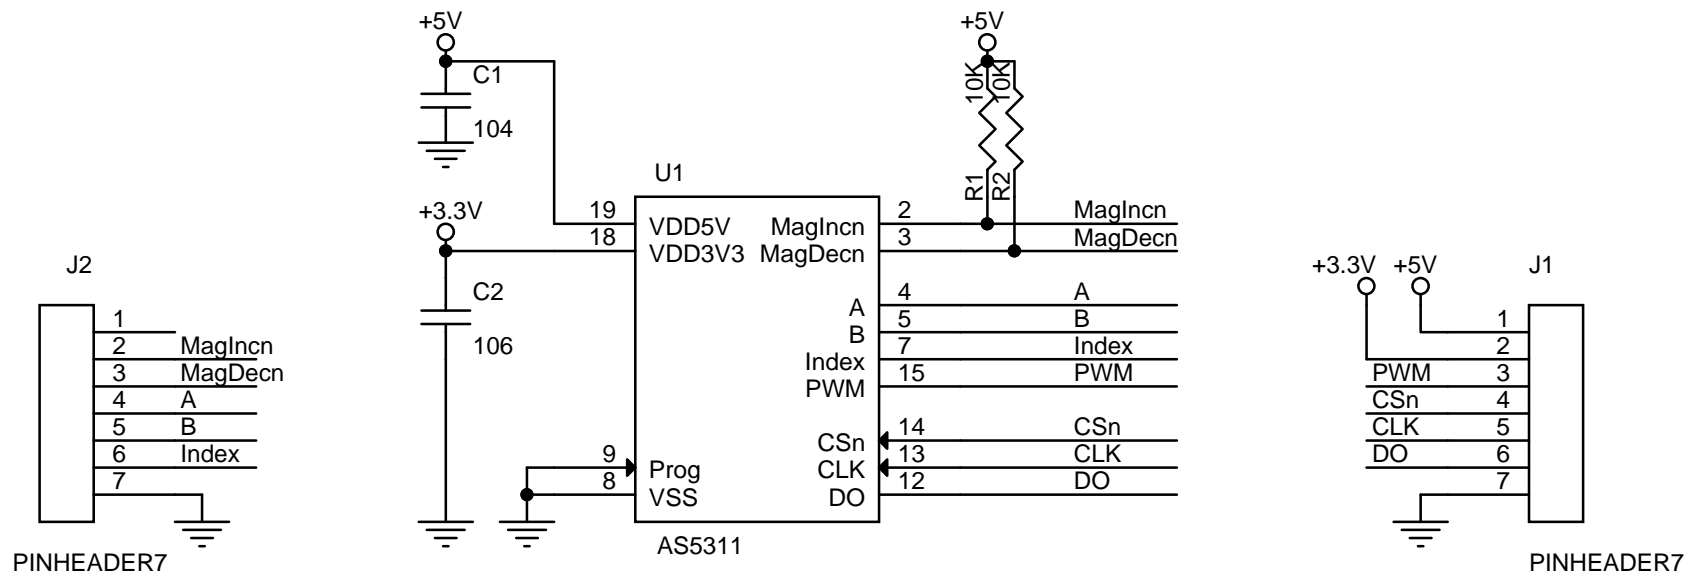 +5V
C1
104
+3.3V
C2
106
J2
1
2 MagIncn
3 MagDecn
4 A
5 B
6 Index
7
PINHEADER7
U1
19 VDD5V
18 VDD3V3
9 Prog
8 VSS
MagIncn 2 MagIncn
MagDecn 3 MagDecn
A 4 A
B 5 B
Index 7 Index
PWM 15 PWM
CSn 14 CSn
CLK 13 CLK
DO 12 DO
AS5311
+5V
10K 10K
R1 R2
+3.3V +5V
J1
1
2
PWM 3
CSn 4
CLK 5
DO 6
7
PINHEADER7